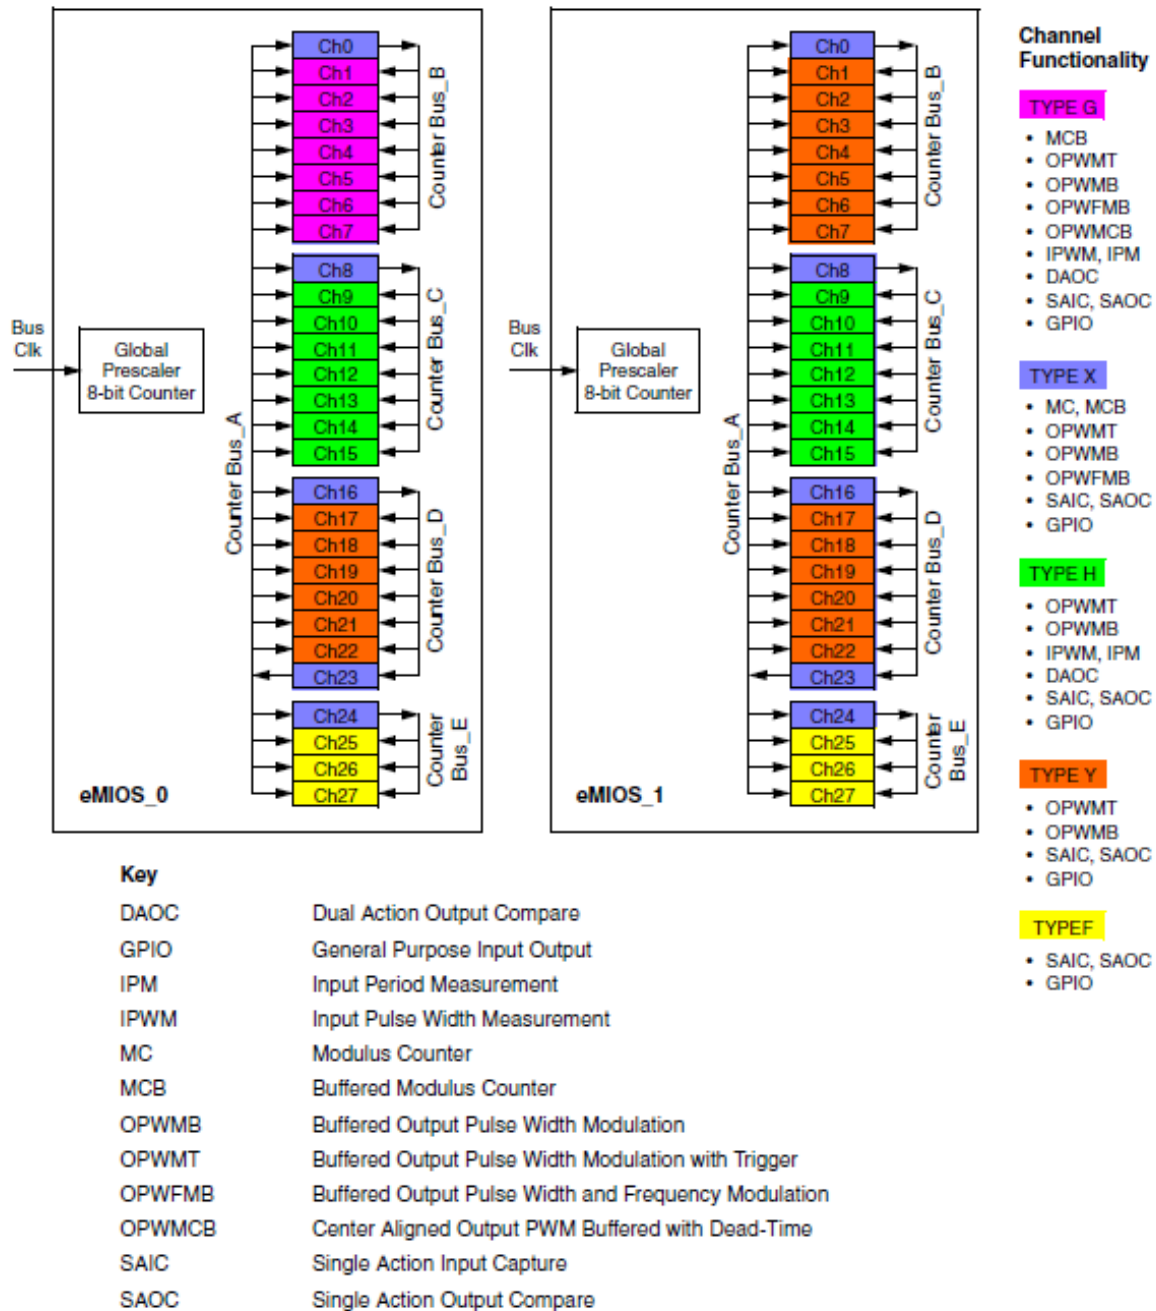 Ch0
Ch1
Ch2
Ch3
Ch4
Ch5
Ch6
Ch7
Counter Bus_B
Ch8
Ch9
Ch10
Ch11
Ch12
Ch13
Ch14
Ch15
Counter Bus_C
Bus
Clk
Global
Prescaler
8-bit Counter
Counter Bus_A
Ch16
Ch17
Ch18
Ch19
Ch20
Ch21
Ch22
Ch23
Counter Bus_D
Ch24
Ch25
Ch26
Ch27
Counter
Bus_E
eMIOS_0
Ch0
Ch1
Ch2
Ch3
Ch4
Ch5
Ch6
Ch7
Counter Bus_B
Ch8
Ch9
Ch10
Ch11
Ch12
Ch13
Ch14
Ch15
Counter Bus_C
Bus
Clk
Global
Prescaler
8-bit Counter
Counter Bus_A
Ch16
Ch17
Ch18
Ch19
Ch20
Ch21
Ch22
Ch23
Counter Bus_D
Ch24
Ch25
Ch26
Ch27
Counter
Bus_E
eMIOS_1
Channel
Functionality
TYPE G
• MCB
• OPWMT
• OPWMB
• OPWFMB
• OPWMCB
• IPWM, IPM
• DAOC
• SAIC, SAOC
• GPIO
TYPE X
• MC, MCB
• OPWMT
• OPWMB
• OPWFMB
• SAIC, SAOC
• GPIO
TYPE H
• OPWMT
• OPWMB
• IPWM, IPM
• DAOC
• SAIC, SAOC
• GPIO
TYPE Y
• OPWMT
• OPWMB
• SAIC, SAOC
• GPIO
TYPEF
• SAIC, SAOC
• GPIO
Key
DAOC Dual Action Output Compare
GPIO General Purpose Input Output
IPM Input Period Measurement
IPWM Input Pulse Width Measurement
MC Modulus Counter
MCB Buffered Modulus Counter
OPWMB Buffered Output Pulse Width Modulation
OPWMT Buffered Output Pulse Width Modulation with Trigger
OPWFMB Buffered Output Pulse Width and Frequency Modulation
OPWMCB Center Aligned Output PWM Buffered with Dead-Time
SAIC Single Action Input Capture
SAOC Single Action Output Compare